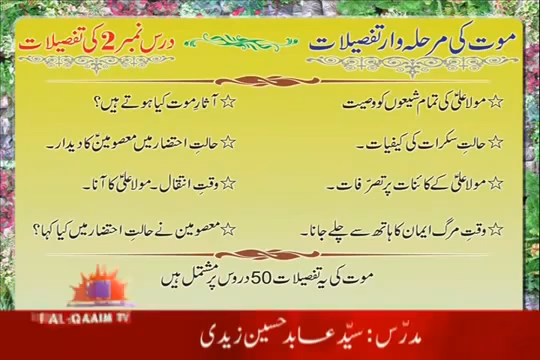 موت کی مرحلہ وار تفصیلات
درس نمبر 2 کی تفصیلات
☆ مولا علیؑ کی تمام شیعوں کو وصیت
☆ آثارِ موت کیا ہوتے ہیں؟
☆ حالتِ سکرات کی کیفیات۔
☆ حالتِ احتضار میں معصومینؑ کا دیدار۔
☆ مولا علیؑ کے کائنات پر تصرّفات۔
☆ وقتِ انتقال۔ مولا علیؑ کا آنا۔
☆ وقتِ مرگ ایمان کا ہاتھ سے چلے جانا۔
☆ معصومین نے حالتِ احتضار میں کیا کہا؟
موت کی یہ تفصیلات 50 دروس پر مشتمل ہیں
AL-QAAIM TV
مدرّس: سیّد عابد حسین زیدی